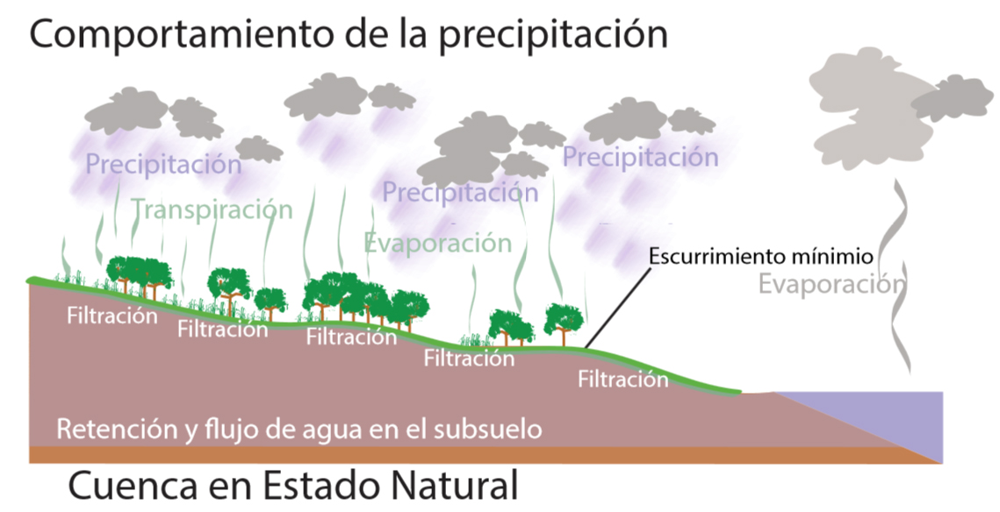 Comportamiento de la precipitación
Precipitación
Precipitación
Precipitación
Transpiración
Evaporación
Escurrimiento mínimio
Evaporación
Filtración
Filtración
Filtración
Filtración
Filtración
Retención y flujo de agua en el subsuelo
Cuenca en Estado Natural